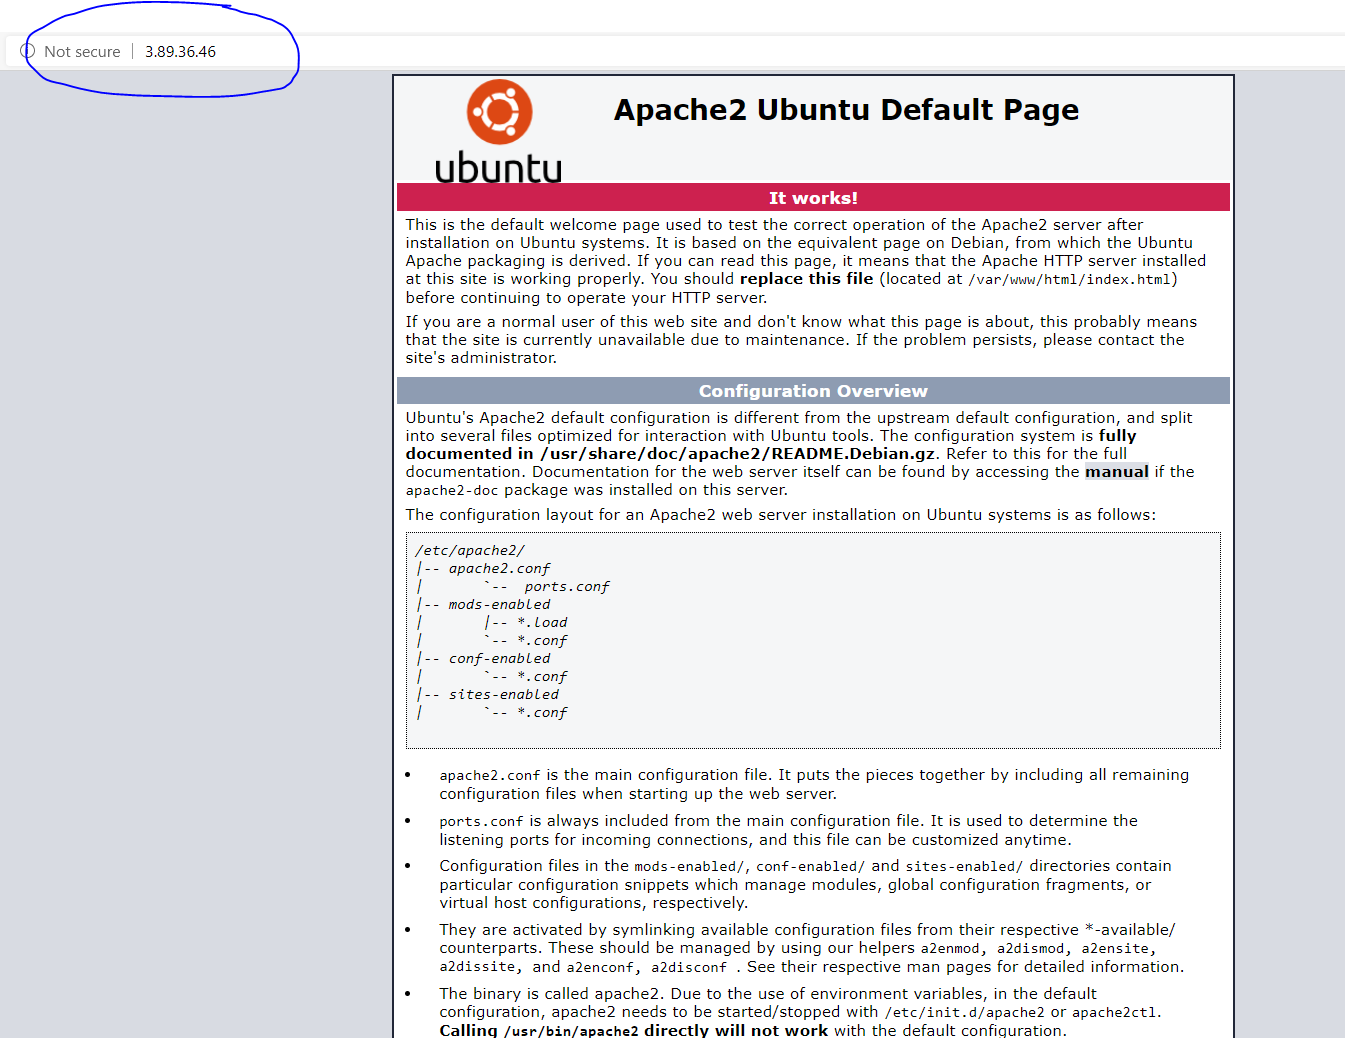 Not secure | 3.89.36.46
ubuntu
Apache2 Ubuntu Default Page
It works!
This is the default welcome page used to test the correct operation of the Apache2 server after
installation on Ubuntu systems. It is based on the equivalent page on Debian, from which the Ubuntu
Apache packaging is derived. If you can read this page, it means that the Apache HTTP server installed
at this site is working properly. You should replace this file (located at /var/www/html/index.html)
before continuing to operate your HTTP server.
If you are a normal user of this web site and don't know what this page is about, this probably means
that the site is currently unavailable due to maintenance. If the problem persists, please contact the
site's administrator.
Configuration Overview
Ubuntu's Apache2 default configuration is different from the upstream default configuration, and split
into several files optimized for interaction with Ubuntu tools. The configuration system is fully
documented in /usr/share/doc/apache2/README.Debian.gz. Refer to this for the full
documentation. Documentation for the web server itself can be found by accessing the manual if the
apache2-doc package was installed on this server.
The configuration layout for an Apache2 web server installation on Ubuntu systems is as follows:
/etc/apache2/
|-- apache2.conf
|       `--  ports.conf
|-- mods-enabled
|       |-- *.load
|       `-- *.conf
|-- conf-enabled
|       `-- *.conf
|-- sites-enabled
|       `-- *.conf
• apache2.conf is the main configuration file. It puts the pieces together by including all remaining
configuration files when starting up the web server.
• ports.conf is always included from the main configuration file. It is used to determine the
listening ports for incoming connections, and this file can be customized anytime.
• Configuration files in the mods-enabled/, conf-enabled/ and sites-enabled/ directories contain
particular configuration snippets which manage modules, global configuration fragments, or
virtual host configurations, respectively.
• They are activated by symlinking available configuration files from their respective *-available/
counterparts. These should be managed by using our helpers a2enmod, a2dismod, a2ensite,
a2dissite, and a2enconf, a2disconf . See their respective man pages for detailed information.
• The binary is called apache2. Due to the use of environment variables, in the default
configuration, apache2 needs to be started/stopped with /etc/init.d/apache2 or apache2ctl.
Calling /usr/bin/apache2 directly will not work with the default configuration.